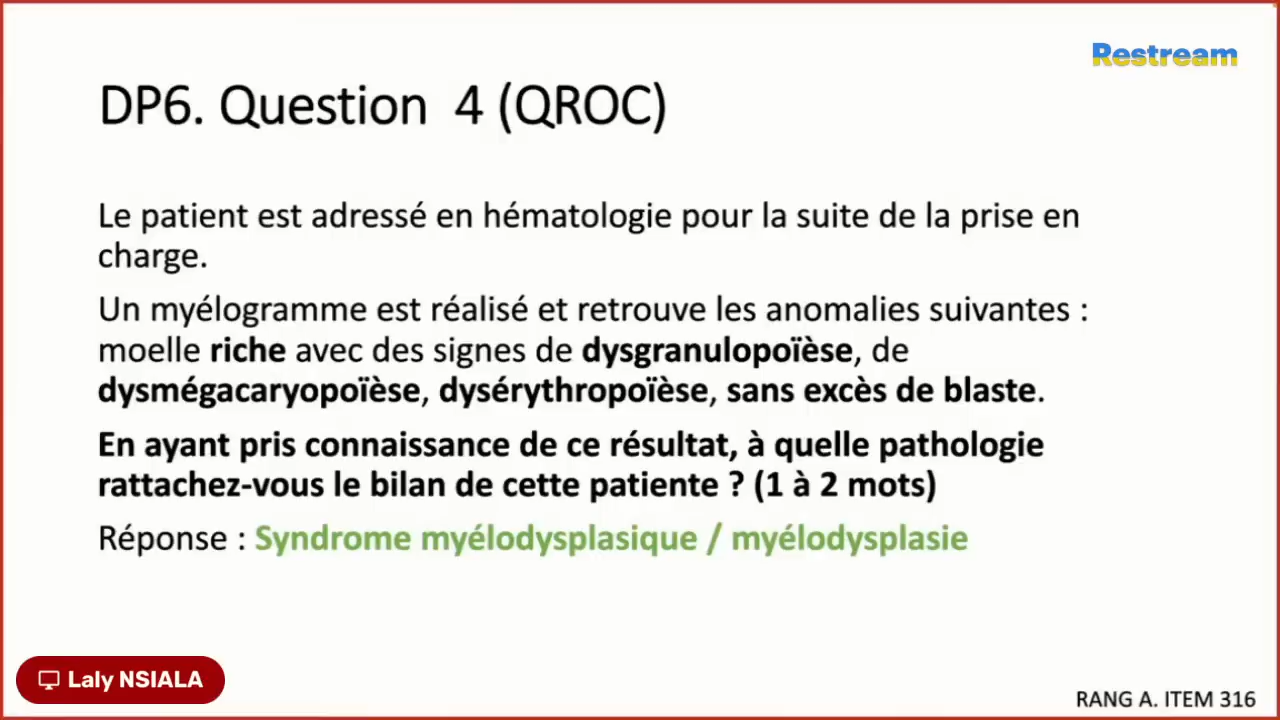 Restream
DP6. Question 4 (QROC)
Le patient est adressé en hématologie pour la suite de la prise en
charge.
Un myélogramme est réalisé et retrouve les anomalies suivantes :
moelle riche avec des signes de dysgranulopoïèse, de
dysmégacaryopoïèse, dysérythropoïèse, sans excès de blaste.
En ayant pris connaissance de ce résultat, à quelle pathologie
rattachez-vous le bilan de cette patiente ? (1 à 2 mots)
Réponse : Syndrome myélodysplasique / myélodysplasie
Laly NSIALA
RANG A. ITEM 316